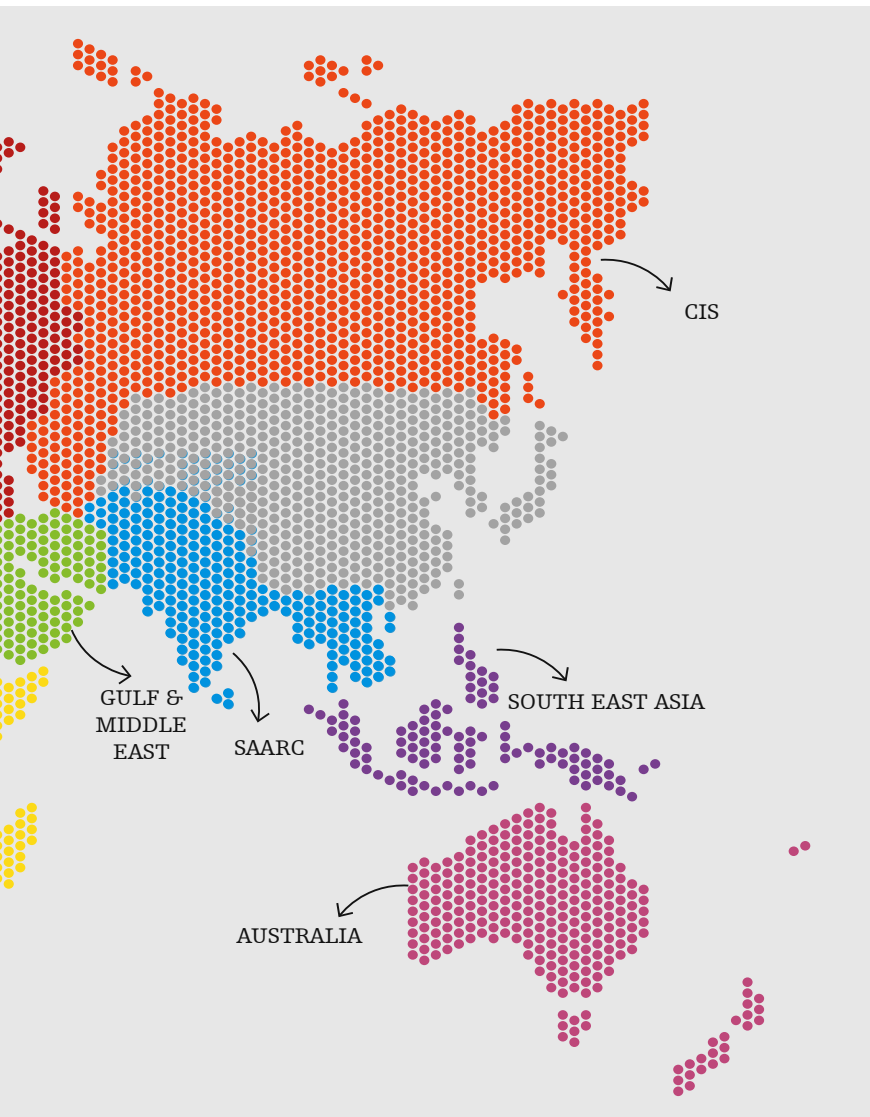 CIS
GULF &
MIDDLE
EAST
SAARC
SOUTH EAST ASIA
AUSTRALIA